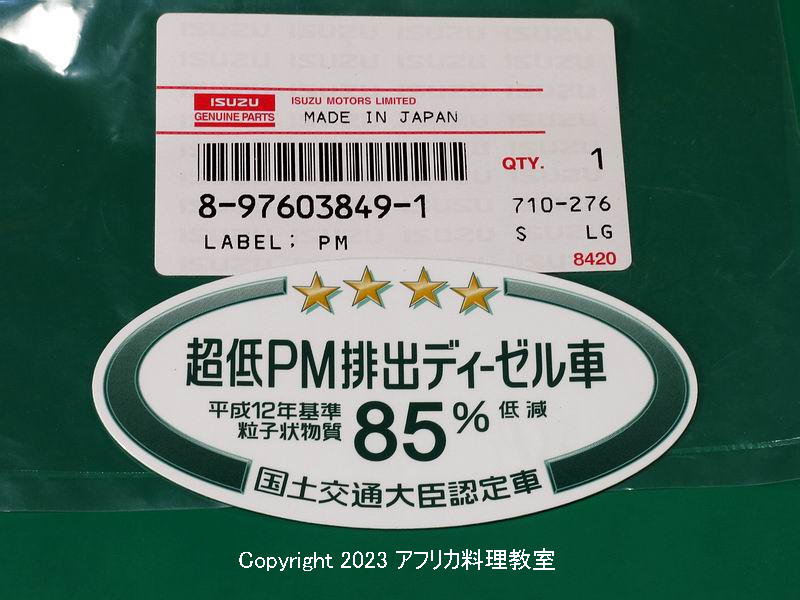 ISUZU
GENUINE PARTS
ISUZU MOTORS LIMITED
MADE IN JAPAN
QTY. 1
8-97603849-1
710-276
LABEL; PM
S LG
8420
超低PM排出ディーゼル車
平成12年基準
粒子状物質
85%低減
国土交通大臣認定車
Copyright 2023 アフリカ料理教室